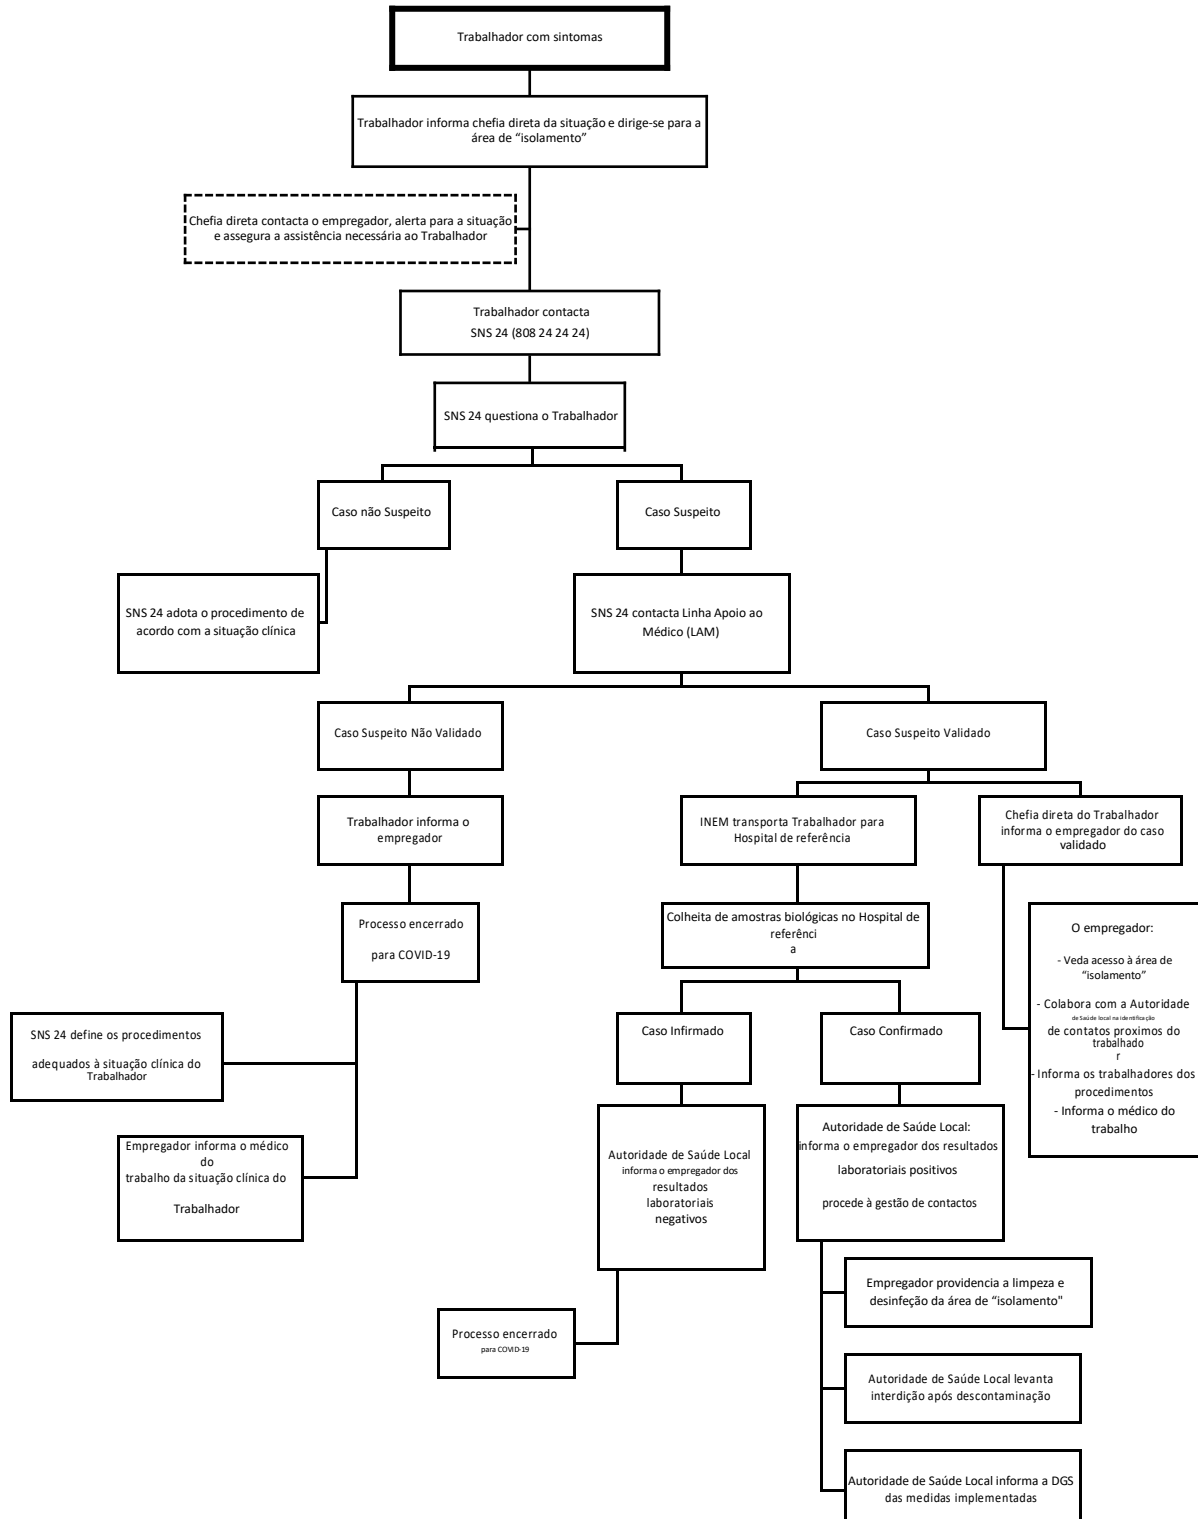 Trabalhador com sintomas
Trabalhador informa chefia direta da situação e dirige-se para a
área de “isolamento”
Chefia direta contacta o empregador, alerta para a situação
e assegura a assistência necessária ao Trabalhador
Trabalhador contacta
SNS 24 (808 24 24 24)
SNS 24 questiona o Trabalhador
Caso não Suspeito
Caso Suspeito
SNS 24 adota o procedimento de
acordo com a situação clínica
SNS 24 contacta Linha Apoio ao
Médico (LAM)
Caso Suspeito Não Validado
Caso Suspeito Validado
Trabalhador informa o
empregador
INEM transporta Trabalhador para
Hospital de referência
Chefia direta do Trabalhador
informa o empregador do caso
validado
Processo encerrado
para COVID-19
Colheita de amostras biológicas no Hospital de
referênci
a
O empregador:
- Veda acesso à área de
“isolamento”
- Colabora com a Autoridade
de Saúde local na identificação
de contatos proximos do
trabalhado
r
- Informa os trabalhadores dos
procedimentos
- Informa o médico do
trabalho
SNS 24 define os procedimentos
adequados à situação clínica do
Trabalhador
Caso Infirmado
Caso Confirmado
Empregador informa o médico
do
trabalho da situação clínica do
Trabalhador
Autoridade de Saúde Local
informa o empregador dos
resultados
laboratoriais
negativos
Autoridade de Saúde Local:
informa o empregador dos resultados
laboratoriais positivos
procede à gestão de contactos
Processo encerrado
para COVID-19
Empregador providencia a limpeza e
desinfeção da área de “isolamento"
Autoridade de Saúde Local levanta
interdição após descontaminação
Autoridade de Saúde Local informa a DGS
das medidas implementadas